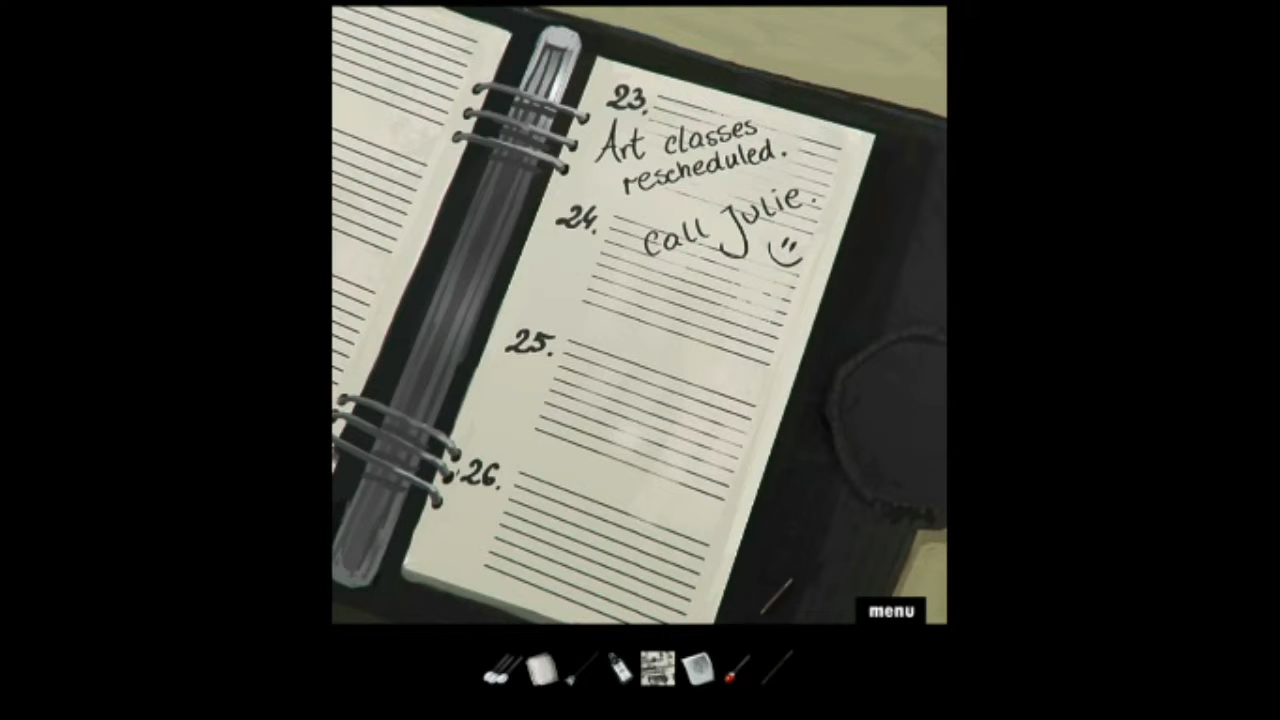 23.
Art classes
rescheduled.
24.
call Julie.
25.
26.
menu